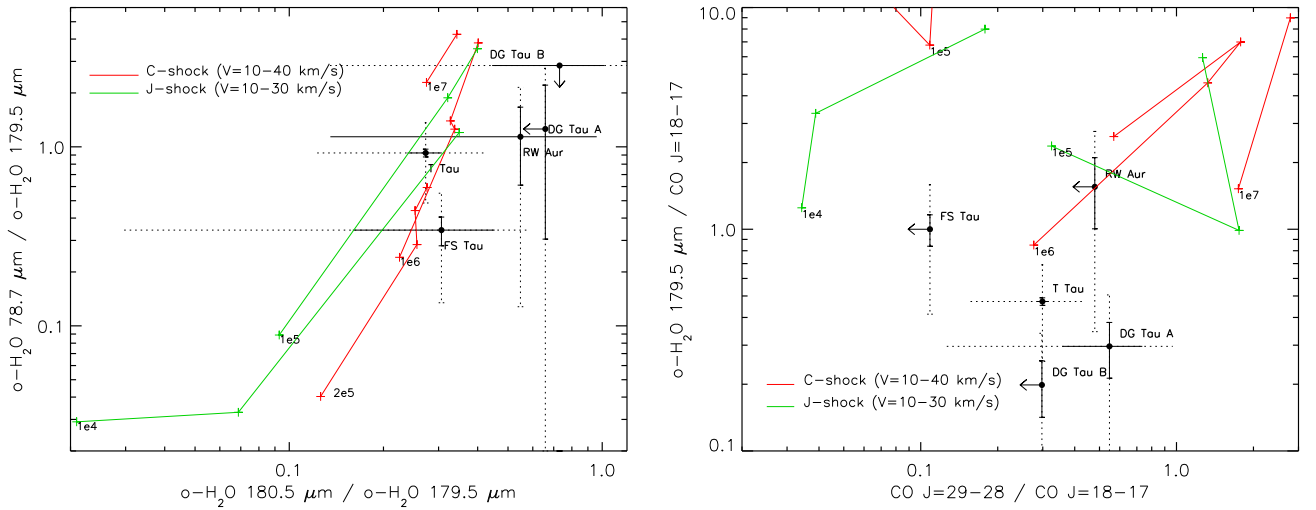 o−H₂O 78.7 μm / o−H₂O 179.5 μm
10.0
1.0
0.1
C−shock (V=10−40 km/s)
J−shock (V=10−30 km/s)
DG Tau B
1e7
DG Tau A
RW Aur
T Tau
FS Tau
1e6
1e5
2e5
1e4
0.1
1.0
o−H₂O 180.5 μm / o−H₂O 179.5 μm
o−H₂O 179.5 μm / CO J=18−17
10.0
1.0
0.1
1e5
1e5
1e4
RW Aur
1e7
FS Tau
1e6
T Tau
DG Tau A
DG Tau B
C−shock (V=10−40 km/s)
J−shock (V=10−30 km/s)
0.1
1.0
CO J=29−28 / CO J=18−17